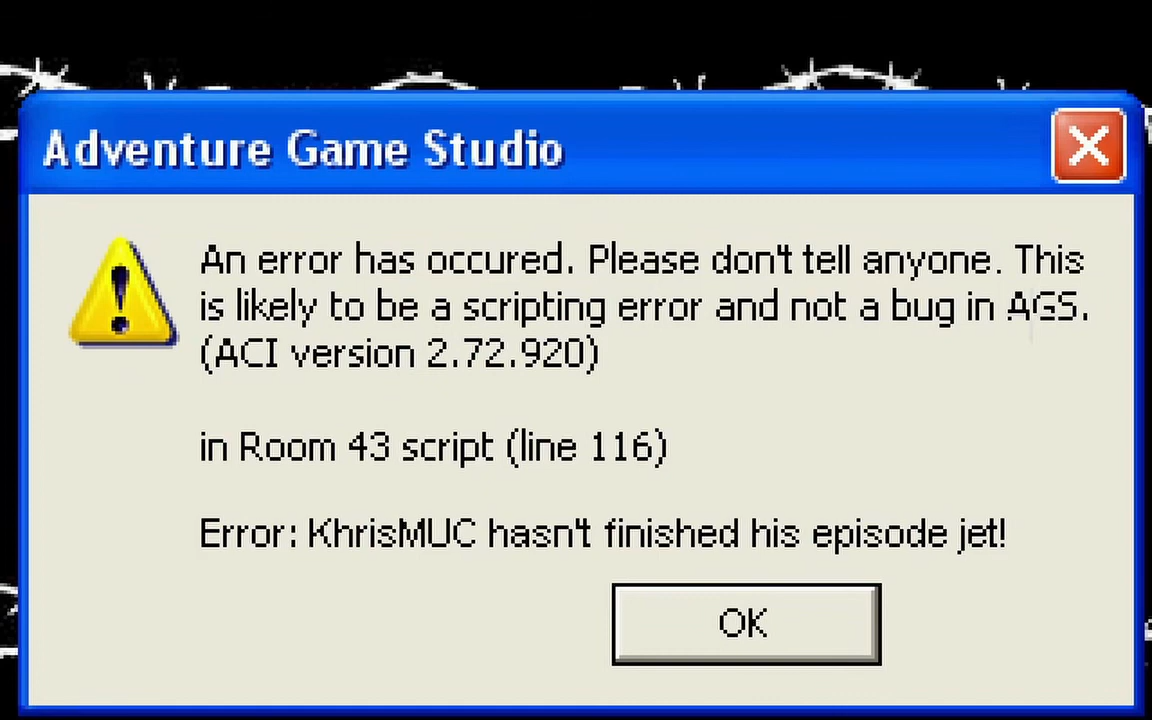 Adventure Game Studio
An error has occured. Please don't tell anyone. This
is likely to be a scripting error and not a bug in AGS.
(ACI version 2.72.920)
in Room 43 script (line 116)
Error: KhrisMUC hasn't finished his episode jet!
OK